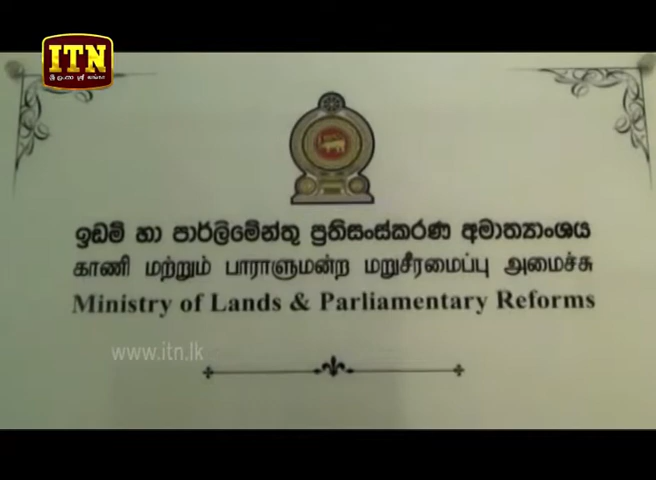 ITN
ශ්‍රී ලංකා ஸ்ரீ லங்கா
ඉඩම් හා පාර්ලිමේන්තු ප්‍රතිසංස්කරණ අමාත්‍යාංශය
காணி மற்றும் பாராளுமன்ற மறுசீரமைப்பு அமைச்சு
Ministry of Lands & Parliamentary Reforms
www.itn.lk